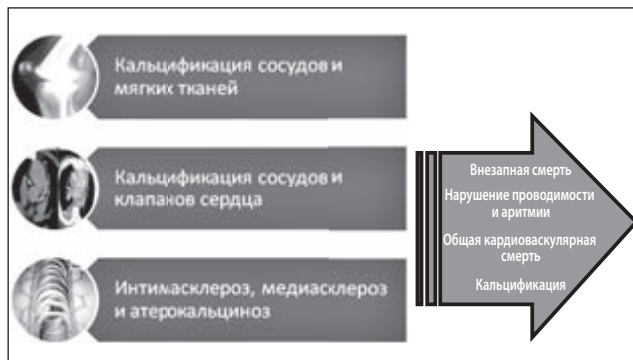 Кальцификация сосудов и
мягких тканей
Кальцификация сосудов и
клапанов сердца
Интимасклероз, медиасклероз
и атерокальциноз
Внезапная смерть
Нарушение проводимости
и аритмии
Общая кардиоваскулярная
смерть
Кальцификация